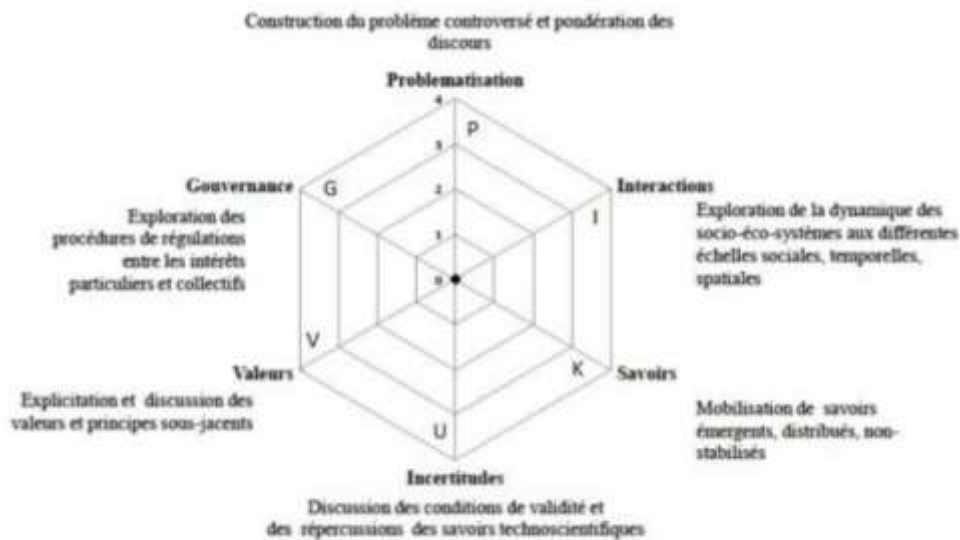 Construction du problème controversé et pondération des
discours
Problematisation
4
P
3
Gouvernance
G
2
Interactions
I
Exploration des
procédures de régulations
entre les intérêts
particuliers et collectifs
1
Exploration de la dynamique des
socio-éco-systèmes aux différentes
échelles sociales, temporelles,
spatiales
0
V
K
Valeurs
Savoirs
Explicitation et discussion des
valeurs et principes sous-jacents
U
Mobilisation de savoirs
émergents, distribués, non-
stabilisés
Incertitudes
Discussion des conditions de validité et
des répercussions des savoirs technoscientifiques